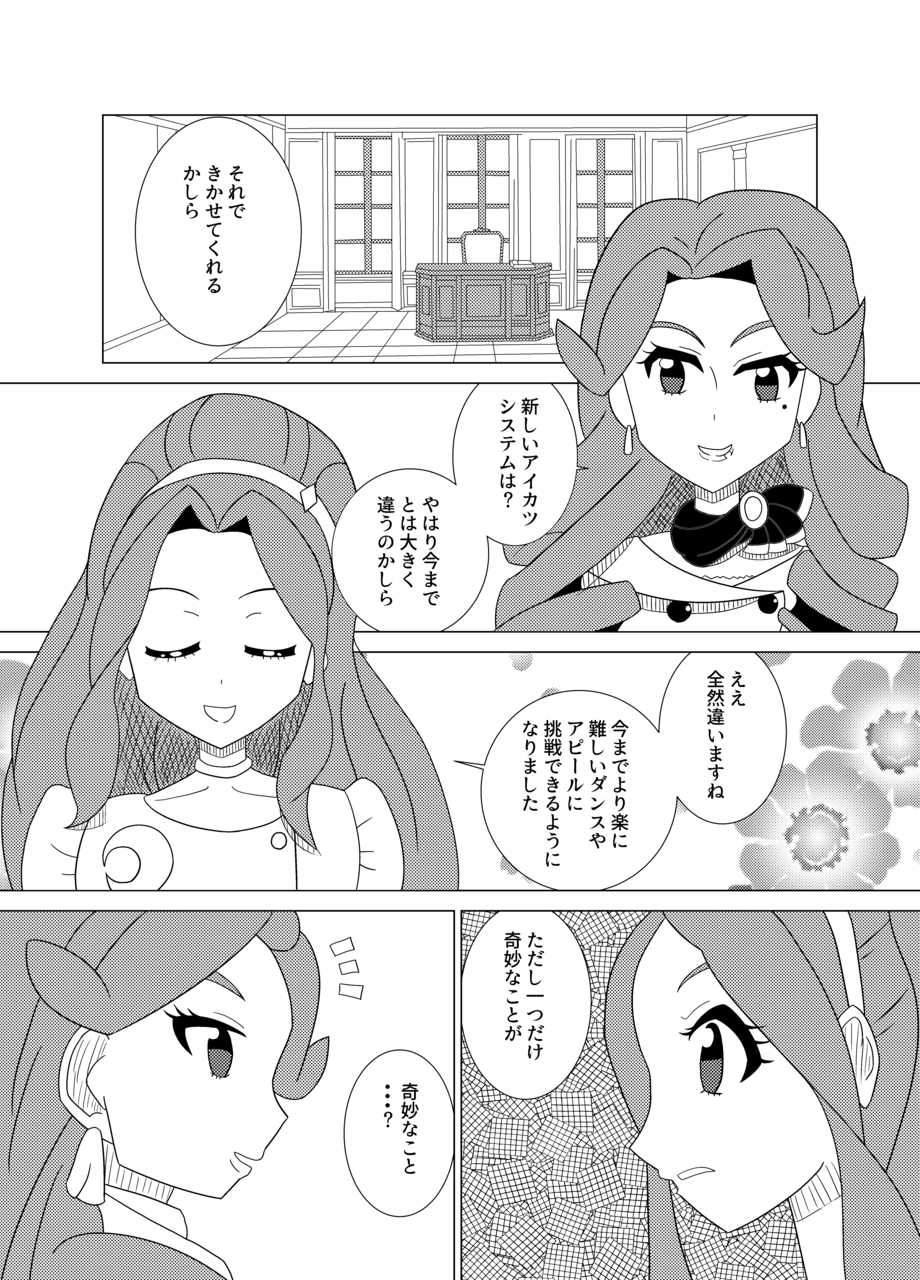 それで
きかせてくれる
かしら
新しいアイカツ
システムは？
やはり今まで
とは大きく
違うのかしら
ええ
全然違いますね
今までより楽に
難しいダンスや
アピールに
挑戦できるように
なりました
ただし一つだけ
奇妙なことが
奇妙なこと
・・・？